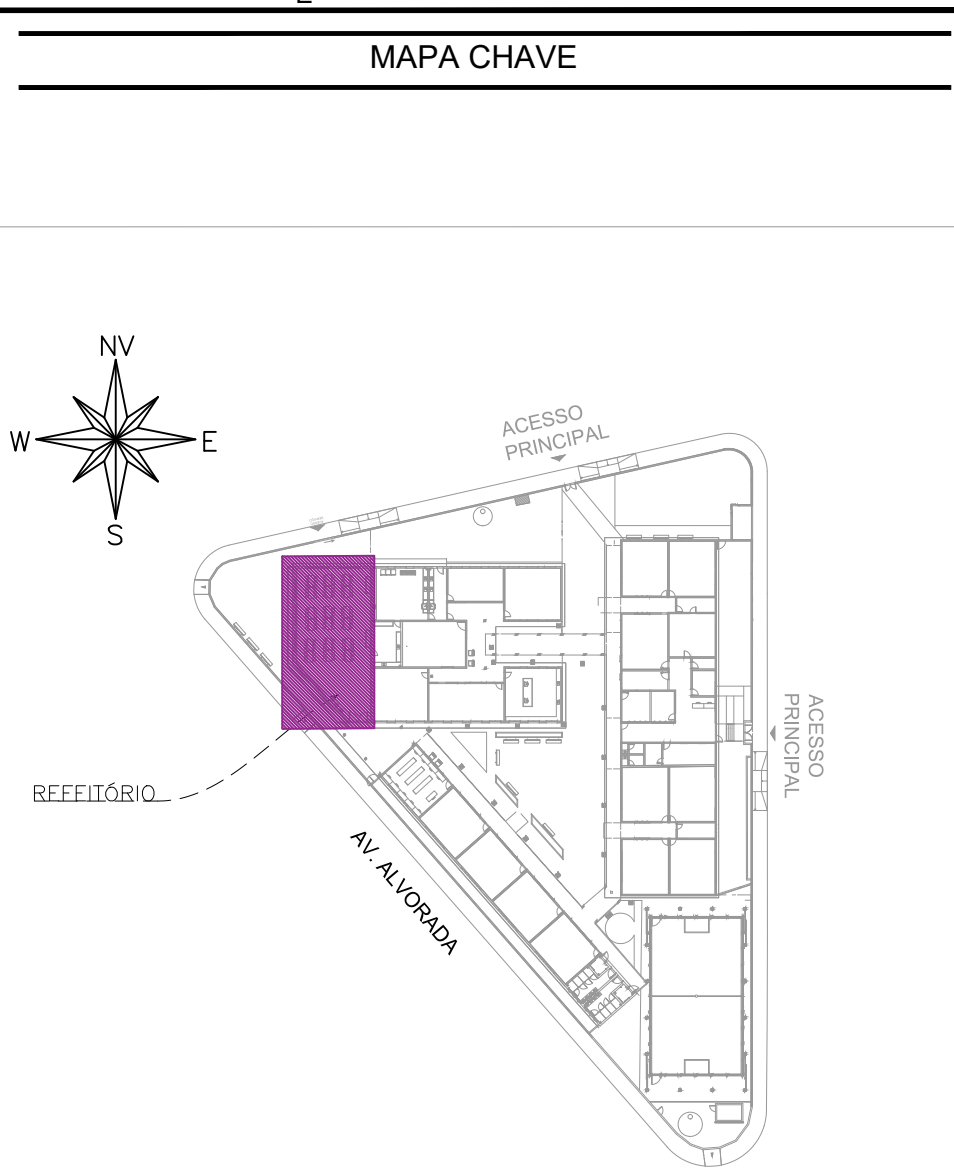 MAPA CHAVE
NV
W
E
S
ACESSO
PRINCIPAL
ACESSO
PRINCIPAL
REFEITÓRIO
AV. ALVORADA